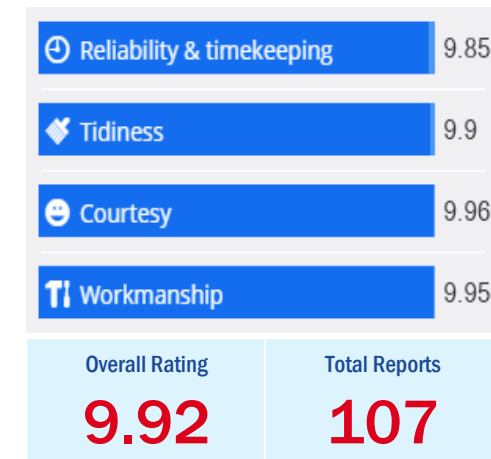 Reliability & timekeeping 9.85
Tidiness 9.9
Courtesy 9.96
Workmanship 9.95
Overall Rating Total Reports
9.92 107